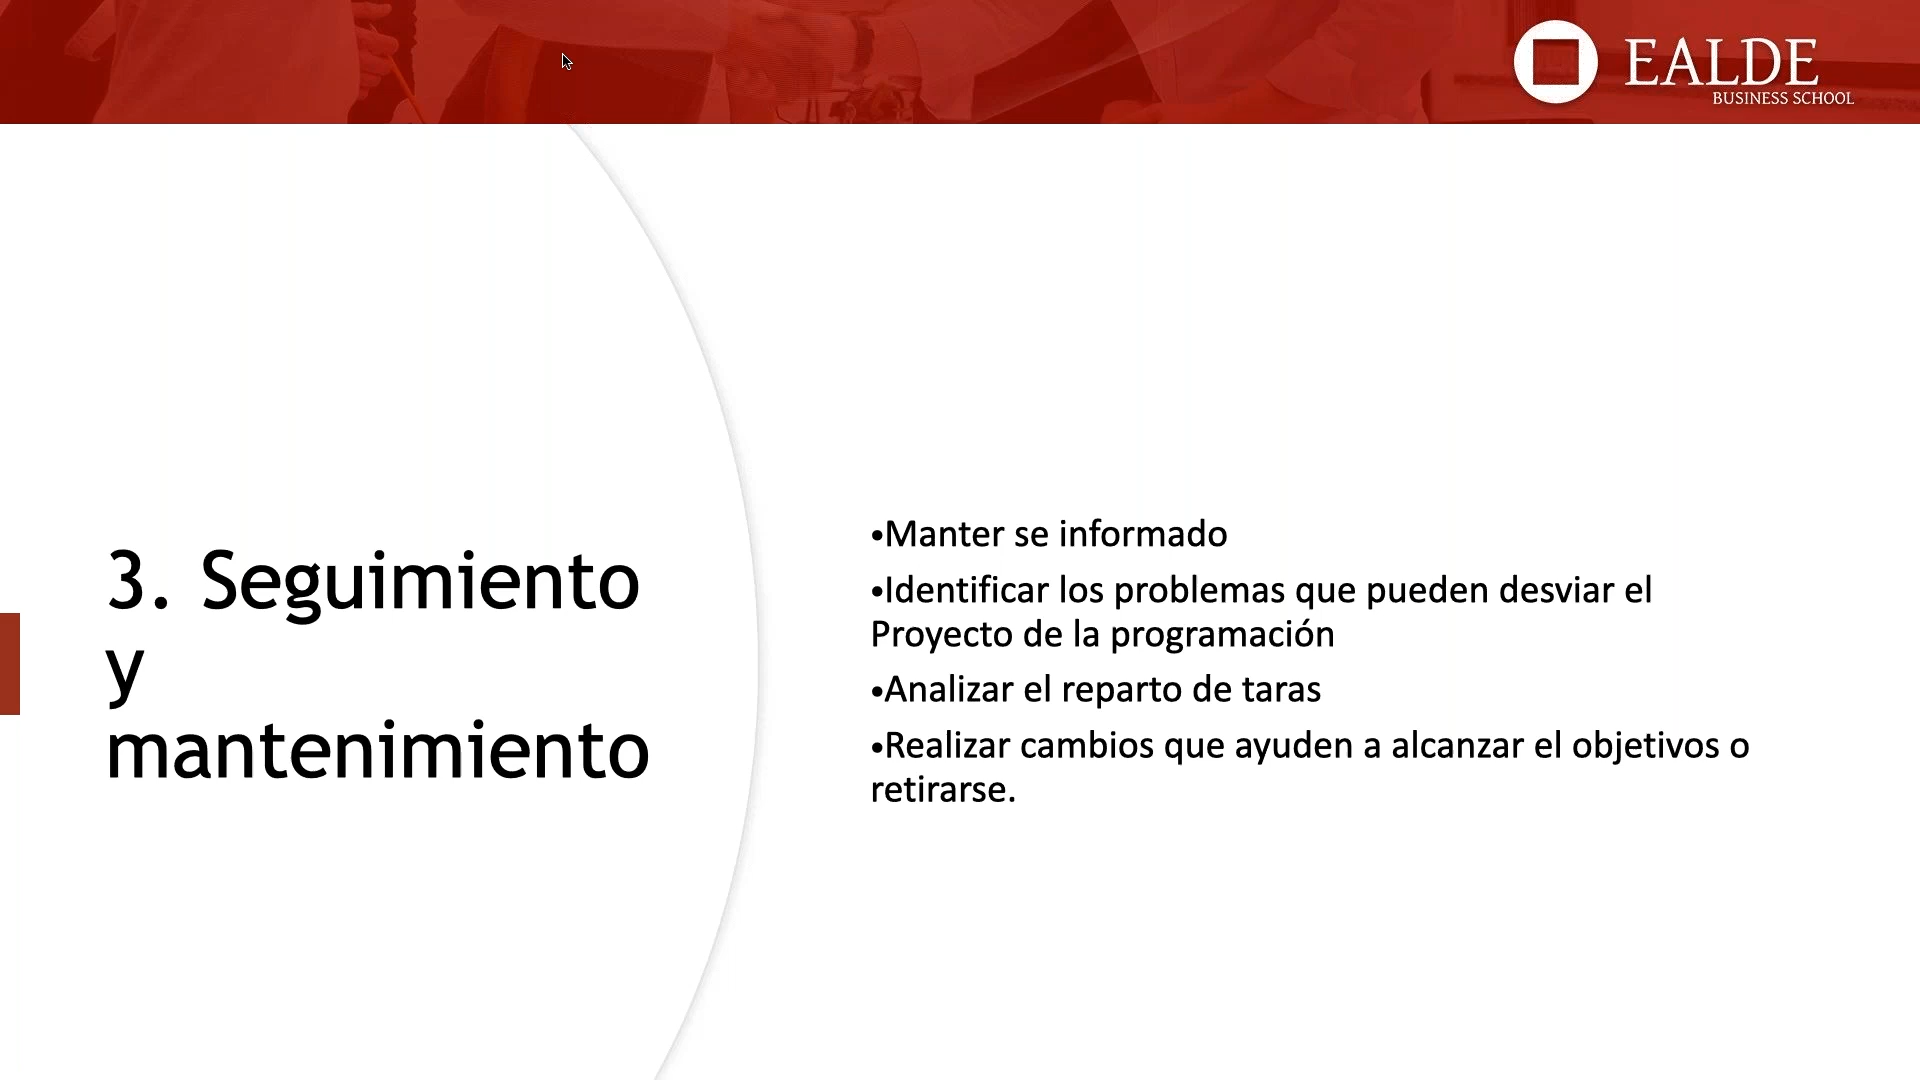 EALDE
BUSINESS SCHOOL
3. Seguimiento
y
mantenimiento
•Manter se informado
•Identificar los problemas que pueden desviar el
Proyecto de la programación
•Analizar el reparto de taras
•Realizar cambios que ayuden a alcanzar el objetivos o
retirarse.